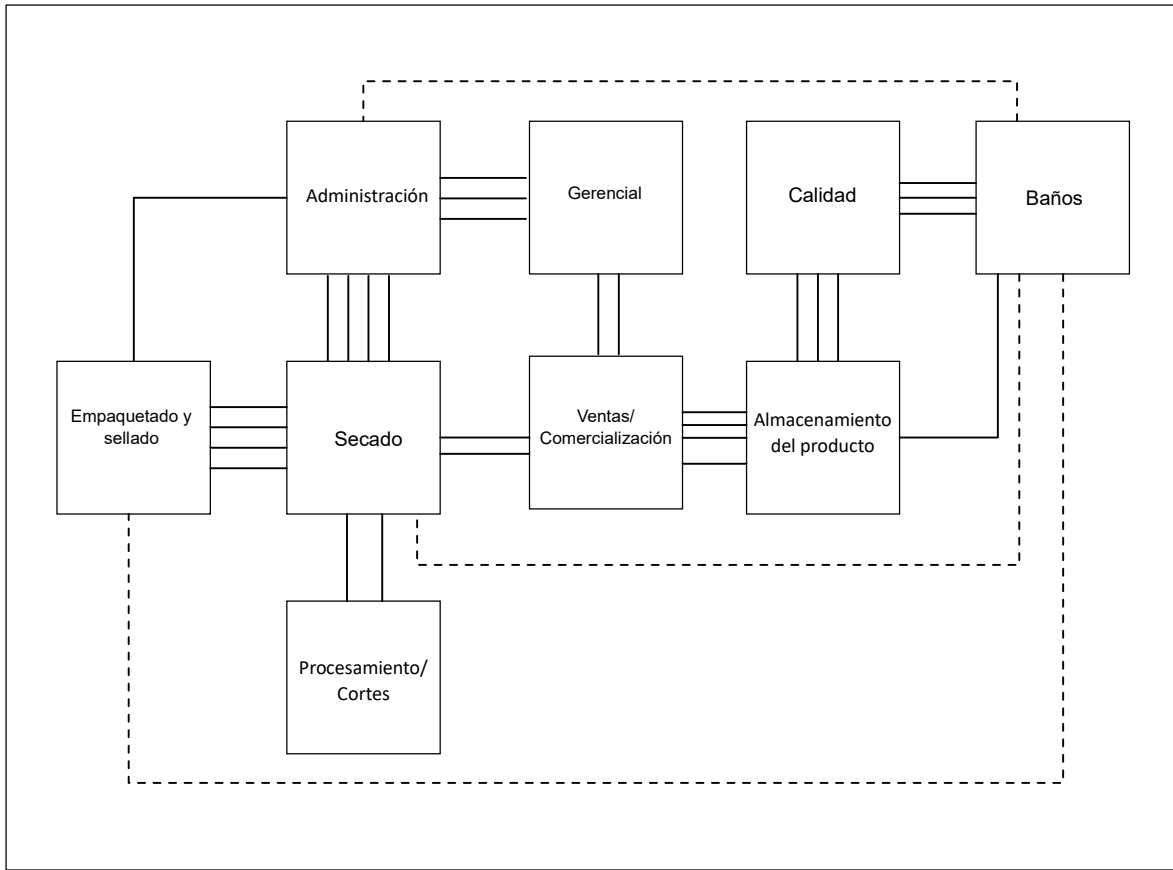 Administración
Gerencial
Calidad
Baños
Empaquetado y
sellado
Secado
Ventas/
Comercialización
Almacenamiento
del producto
Procesamiento/
Cortes